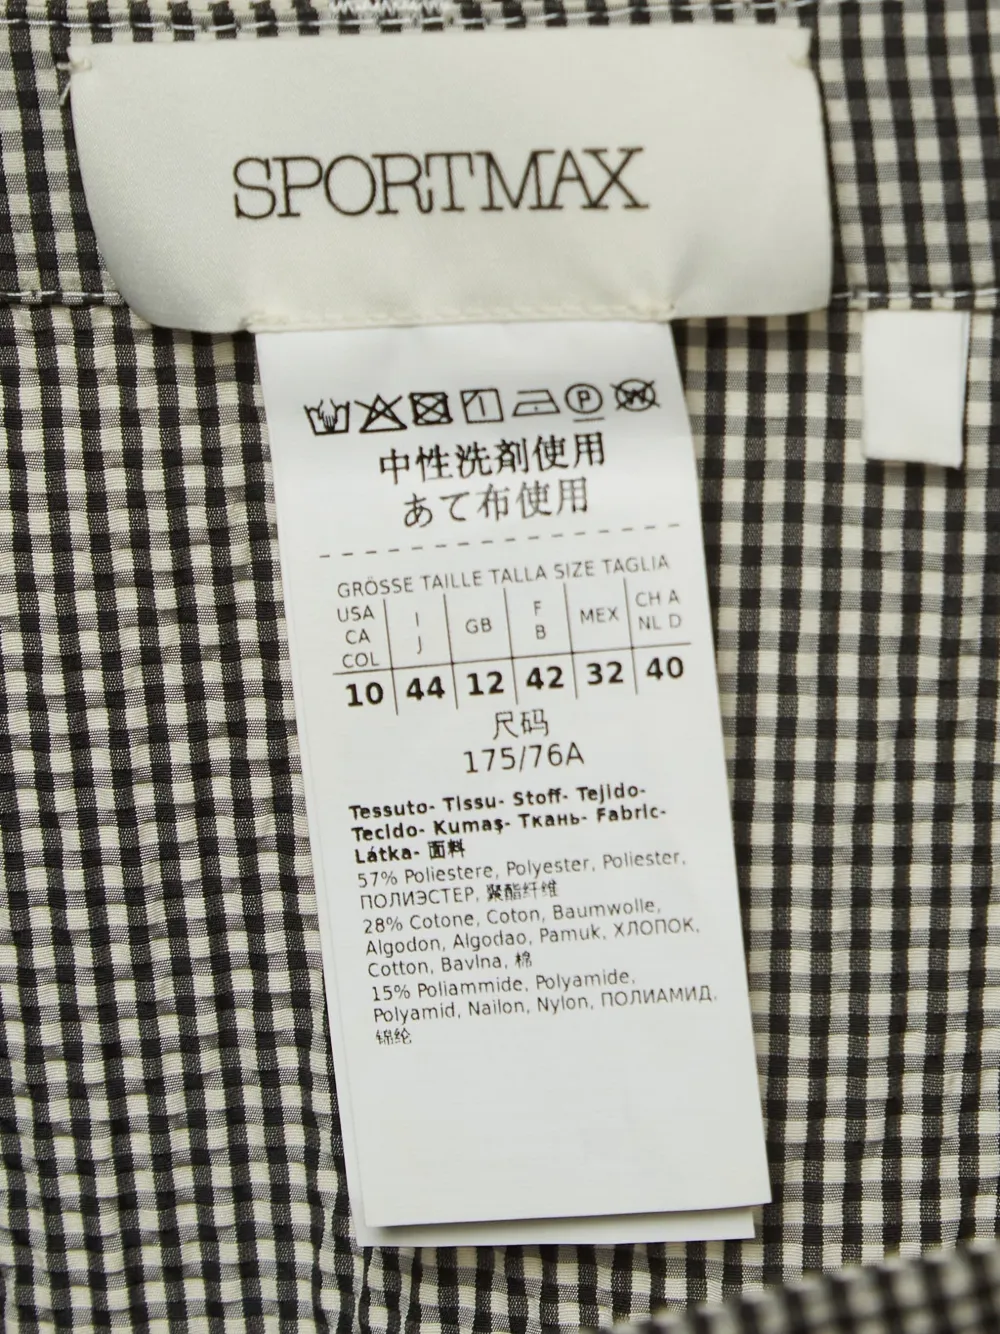 SPORTMAX
P W
中性洗剤使用
あて布使用
GRÖSSE TAILLE TALLA SIZE TAGLIA
USA CA COL I J GB F B MEX CH A NL D
10 44 12 42 32 40
尺码
175/76A
Tessuto- Tissu- Stoff- Tejido-
Tecido- Kumaş- Ткань- Fabric-
Látka- 面料
57% Poliestere, Polyester, Poliester,
ПОЛИЭСТЕР, 聚酯纤维
28% Cotone, Coton, Baumwolle,
Algodon, Algodao, Pamuk, ХЛОПОК,
Cotton, Bavlna, 棉
15% Poliammide, Polyamide,
Polyamid, Nailon, Nylon, ПОЛИАМИД,
锦纶